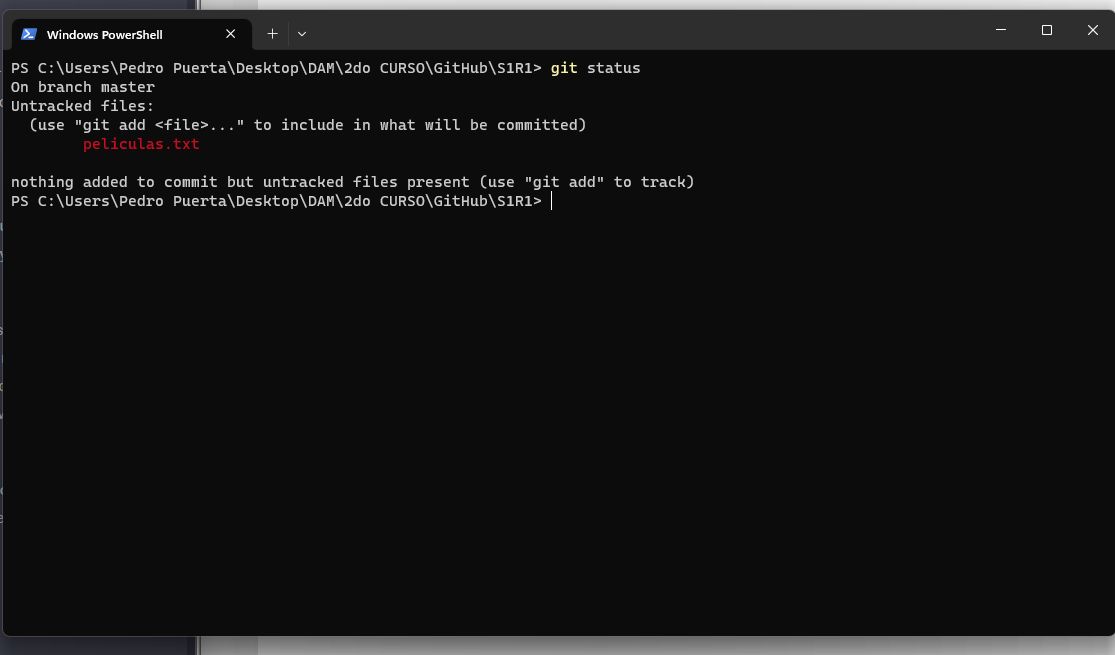 Windows PowerShell
PS C:\Users\Pedro Puerta\Desktop\DAM\2do CURSO\GitHub\S1R1> git status
On branch master
Untracked files:
  (use "git add <file>..." to include in what will be committed)
        peliculas.txt

nothing added to commit but untracked files present (use "git add" to track)
PS C:\Users\Pedro Puerta\Desktop\DAM\2do CURSO\GitHub\S1R1>